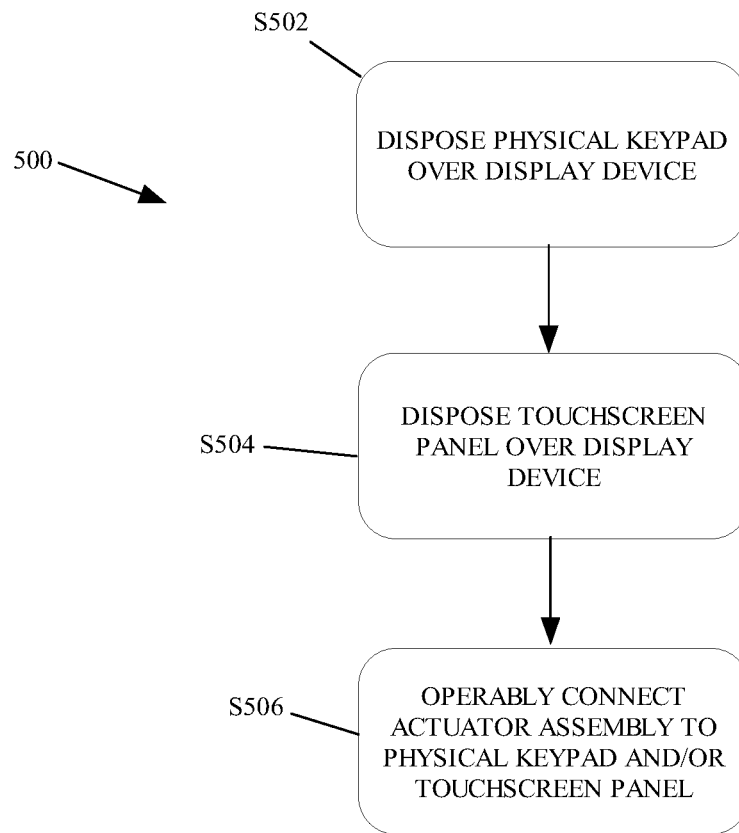 S502
DISPOSE PHYSICAL KEYPAD
OVER DISPLAY DEVICE
500
DISPOSE TOUCHSCREEN
PANEL OVER DISPLAY
DEVICE
S504
OPERABLY CONNECT
ACTUATOR ASSEMBLY TO
PHYSICAL KEYPAD AND/OR
TOUCHSCREEN PANEL
S506